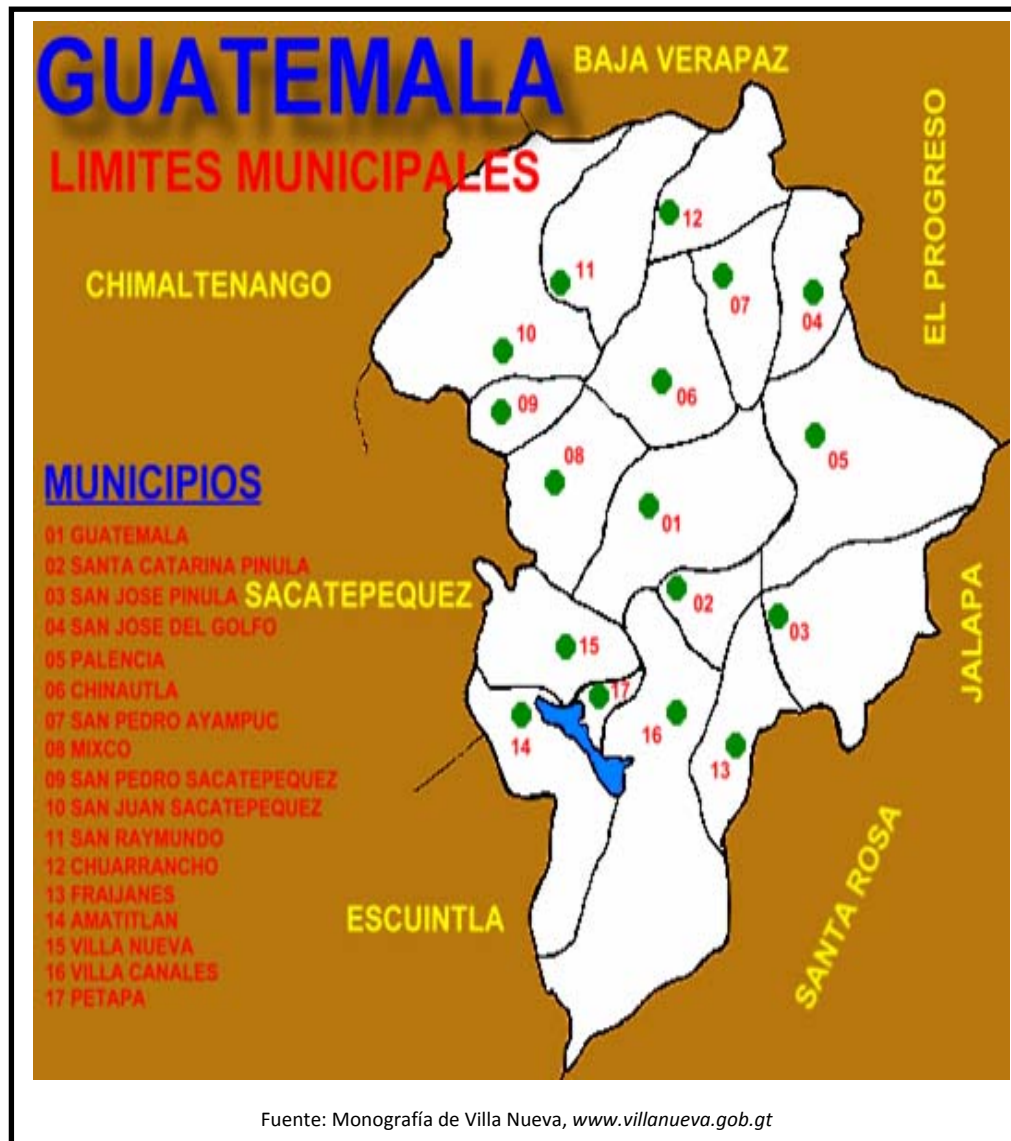 GUATEMALA
LIMITES MUNICIPALES
BAJA VERAPAZ
EL PROGRESO
CHIMALTENANGO
12
11
07
04
10
09
06
05
08
01
MUNICIPIOS
01 GUATEMALA
02 SANTA CATARINA PINULA
03 SAN JOSE PINULA
04 SAN JOSE DEL GOLFO
05 PALENCIA
06 CHINAUTLA
07 SAN PEDRO AYAMPUC
08 MIXCO
09 SAN PEDRO SACATEPEQUEZ
10 SAN JUAN SACATEPEQUEZ
11 SAN RAYMUNDO
12 CHUARRANCHO
13 FRAIJANES
14 AMATITLAN
15 VILLA NUEVA
16 VILLA CANALES
17 PETAPA
SACATEPEQUEZ
02
03
15
17
16
14
13
JALAPA
SANTA ROSA
ESCUINTLA
Fuente: Monografía de Villa Nueva, www.villanueva.gob.gt